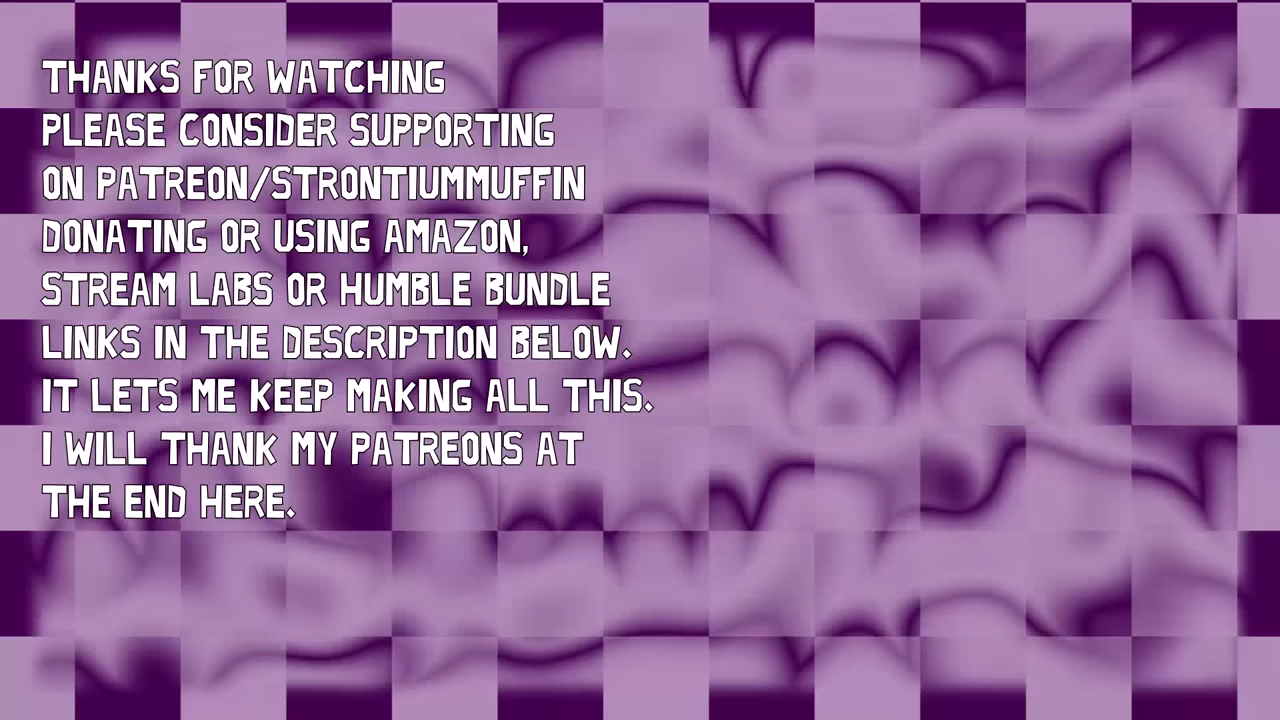 THANKS FOR WATCHING
PLEASE CONSIDER SUPPORTING
ON PATREON/STRONTIUMMUFFIN
DONATING OR USING AMAZON,
STREAM LABS OR HUMBLE BUNDLE
LINKS IN THE DESCRIPTION BELOW.
IT LETS ME KEEP MAKING ALL THIS.
I WILL THANK MY PATREONS AT
THE END HERE.